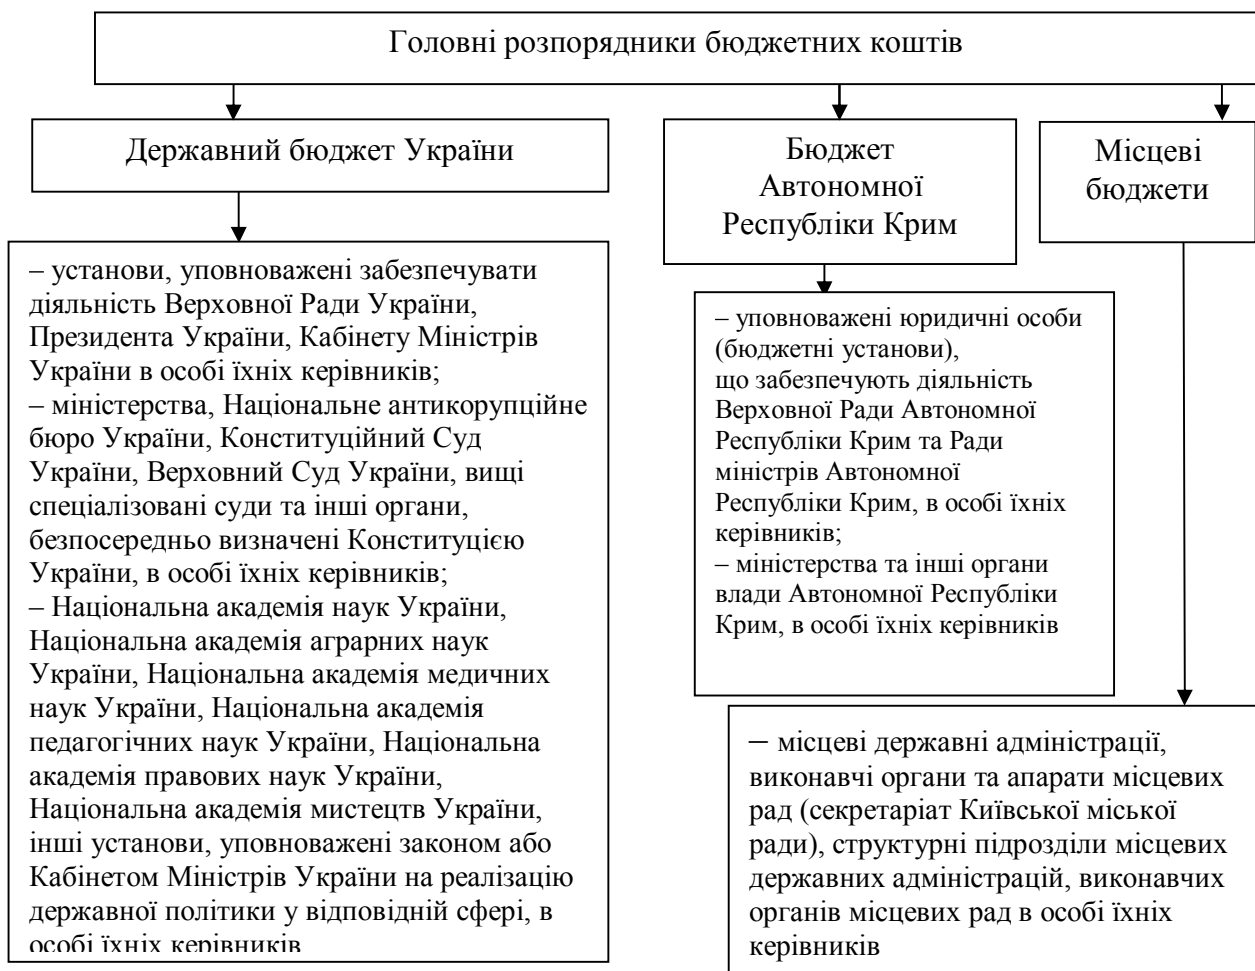 Головні розпорядники бюджетних коштів
Державний бюджет України
Бюджет
Автономної
Республіки Крим
Місцеві
бюджети
– установи, уповноважені забезпечувати
діяльність Верховної Ради України,
Президента України, Кабінету Міністрів
України в особі їхніх керівників;
– міністерства, Національне антикорупційне
бюро України, Конституційний Суд
України, Верховний Суд України, вищі
спеціалізовані суди та інші органи,
безпосередньо визначені Конституцією
України, в особі їхніх керівників;
– Національна академія наук України,
Національна академія аграрних наук
України, Національна академія медичних
наук України, Національна академія
педагогічних наук України, Національна
академія правових наук України,
Національна академія мистецтв України,
інші установи, уповноважені законом або
Кабінетом Міністрів України на реалізацію
державної політики у відповідній сфері, в
особі їхніх керівників
– уповноважені юридичні особи
(бюджетні установи),
що забезпечують діяльність
Верховної Ради Автономної
Республіки Крим та Ради
міністрів Автономної
Республіки Крим, в особі їхніх
керівників;
– міністерства та інші органи
влади Автономної Республіки
Крим, в особі їхніх керівників
– місцеві державні адміністрації,
виконавчі органи та апарати місцевих
рад (секретаріат Київської міської
ради), структурні підрозділи місцевих
державних адміністрацій, виконавчих
органів місцевих рад в особі їхніх
керівників